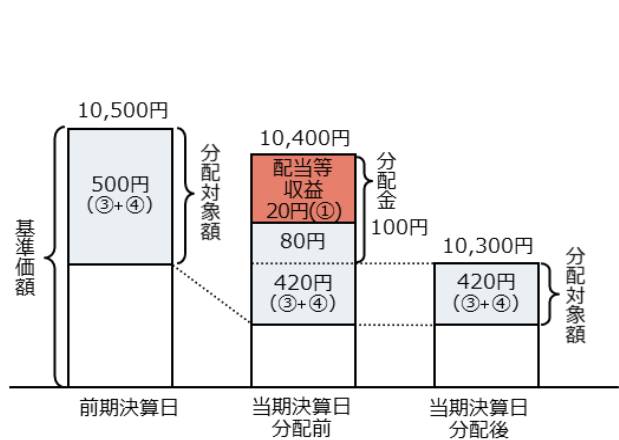 10,500円
500円
(③+④)
分配対象額
基準価額
前期決算日
10,400円
配当等
収益
20円(①)
80円
420円
(③+④)
分配金
100円
当期決算日
分配前
10,300円
420円
(③+④)
分配対象額
当期決算日
分配後